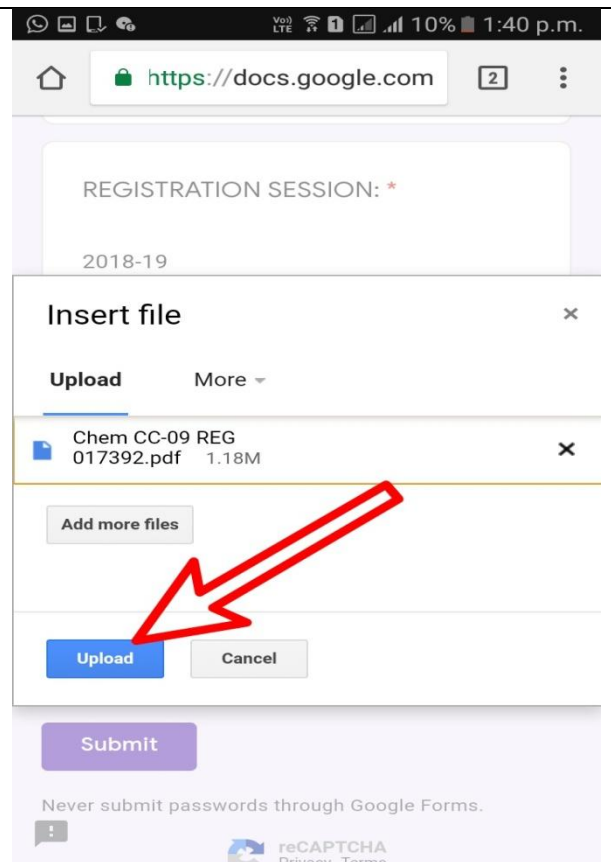 Vo)) LTE 1 10% 1:40 p.m.
https://docs.google.com 2
REGISTRATION SESSION: *
2018-19
Insert file ×
Upload More
Chem CC-09 REG
017392.pdf 1.18M ×
Add more files
Upload Cancel
Submit
Never submit passwords through Google Forms.
reCAPTCHA
Privacy Terms